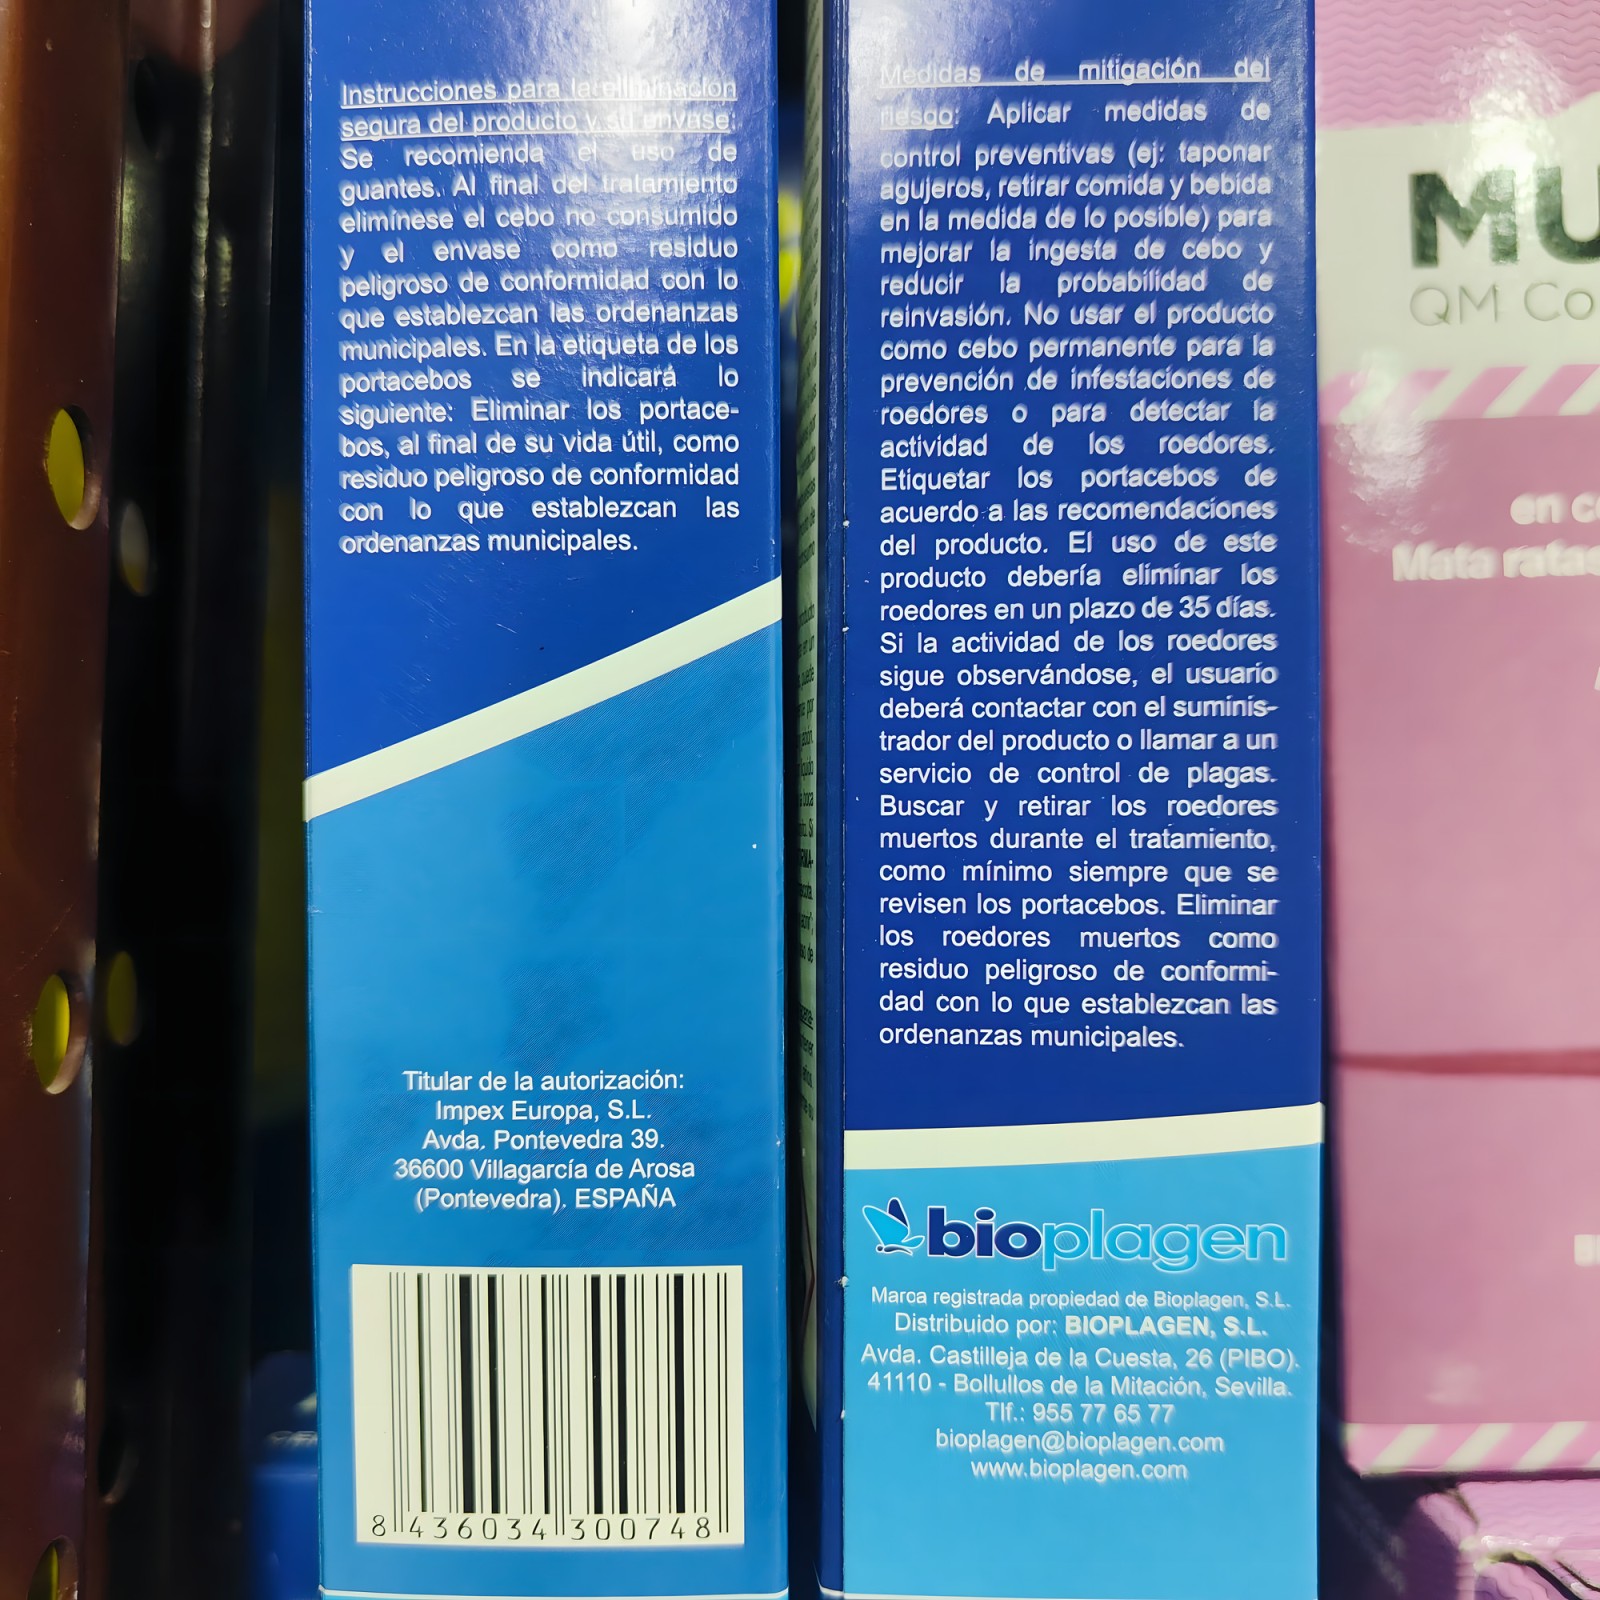 Instrucciones para la eliminacion
segura del producto y su envase:
Se recomienda el uso de
guantes. Al final del tratamiento
elimínese el cebo no consumido
y el envase como residuo
peligroso de conformidad con lo
que establezcan las ordenanzas
municipales. En la etiqueta de los
portacebos se indicará lo
siguiente: Eliminar los portace-
bos, al final de su vida útil, como
residuo peligroso de conformidad
con lo que establezcan las
ordenanzas municipales.
Titular de la autorización:
Impex Europa, S.L.
Avda. Pontevedra 39.
36600 Villagarcía de Arosa
(Pontevedra). ESPAÑA
8 436034 300748
Medidas de mitigación del
riesgo: Aplicar medidas de
control preventivas (ej: taponar
agujeros, retirar comida y bebida
en la medida de lo posible) para
mejorar la ingesta de cebo y
reducir la probabilidad de
reinvasión. No usar el producto
como cebo permanente para la
prevención de infestaciones de
roedores o para detectar la
actividad de los roedores.
Etiquetar los portacebos de
acuerdo a las recomendaciones
del producto. El uso de este
producto debería eliminar los
roedores en un plazo de 35 días.
Si la actividad de los roedores
sigue observándose, el usuario
deberá contactar con el suminis-
trador del producto o llamar a un
servicio de control de plagas.
Buscar y retirar los roedores
muertos durante el tratamiento,
como mínimo siempre que se
revisen los portacebos. Eliminar
los roedores muertos como
residuo peligroso de conformi-
dad con lo que establezcan las
ordenanzas municipales.
bioplagen
Marca registrada propiedad de Bioplagen, S.L.
Distribuido por: BIOPLAGEN, S.L.
Avda. Castilleja de la Cuesta, 26 (PIBO).
41110 - Bollullos de la Mitación, Sevilla.
Tlf.: 955 77 65 77
bioplagen@bioplagen.com
www.bioplagen.com
MU
QM Co
en c
Mata ratas